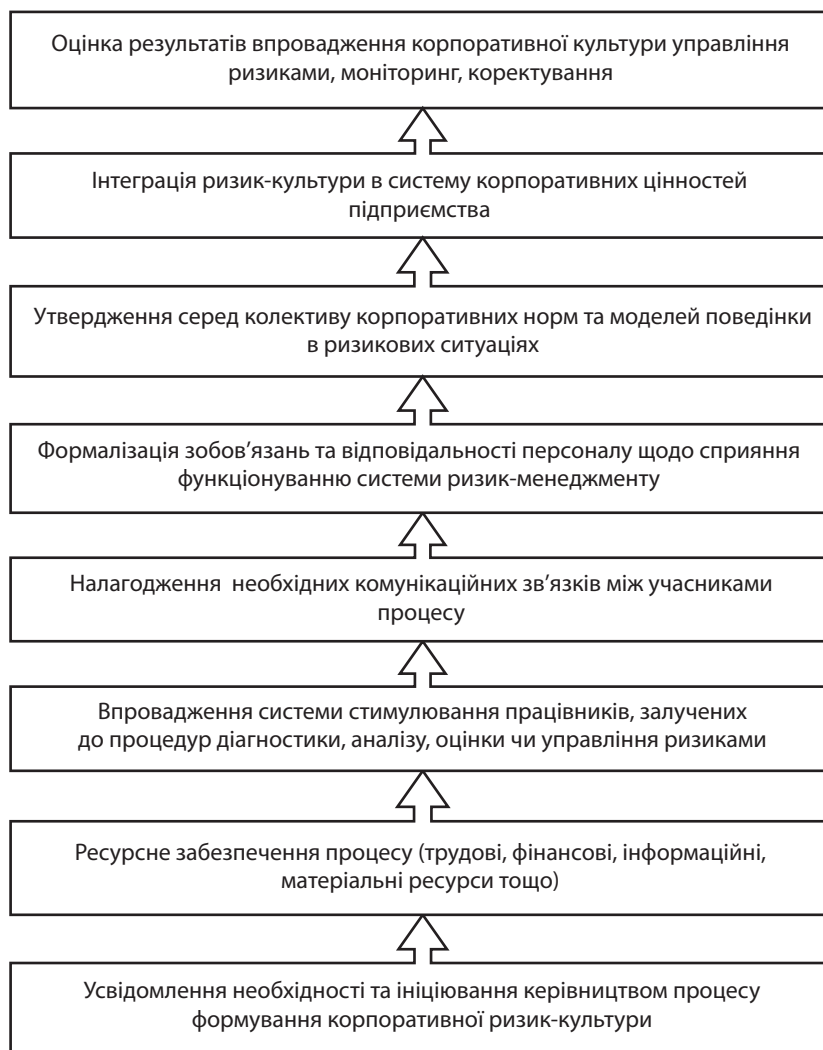 Оцінка результатів впровадження корпоративної культури управління
ризиками, моніторинг, коректування
Інтеграція ризик-культури в систему корпоративних цінностей
підприємства
Утвердження серед колективу корпоративних норм та моделей поведінки
в ризикових ситуаціях
Формалізація зобов’язань та відповідальності персоналу щодо сприяння
функціонуванню системи ризик-менеджменту
Налагодження необхідних комунікаційних зв’язків між учасниками
процесу
Впровадження системи стимулювання працівників, залучених
до процедур діагностики, аналізу, оцінки чи управління ризиками
Ресурсне забезпечення процесу (трудові, фінансові, інформаційні,
матеріальні ресурси тощо)
Усвідомлення необхідності та ініціювання керівництвом процесу
формування корпоративної ризик-культури